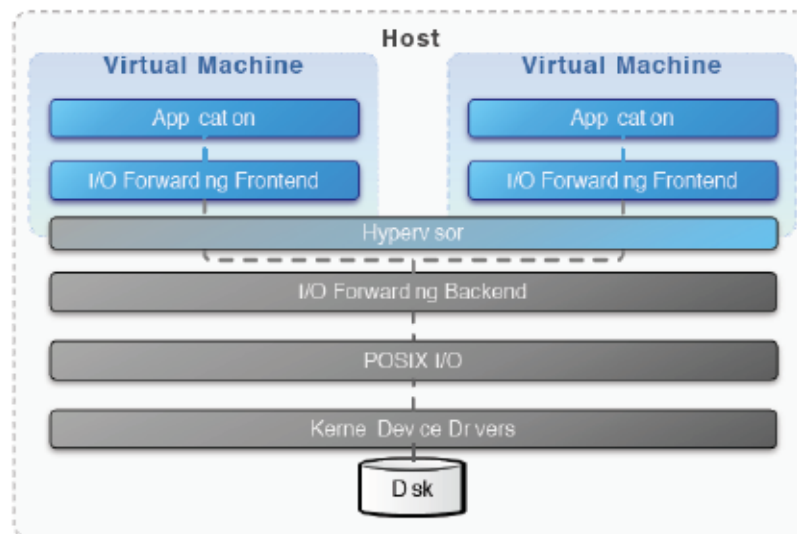 Host
Virtual Machine
Virtual Machine
App cat on
App cat on
I/O Forward ng Frontend
I/O Forward ng Frontend
Hyperv sor
I/O Forward ng Backend
POSIX I/O
Kerne Dev ce Dr vers
D sk